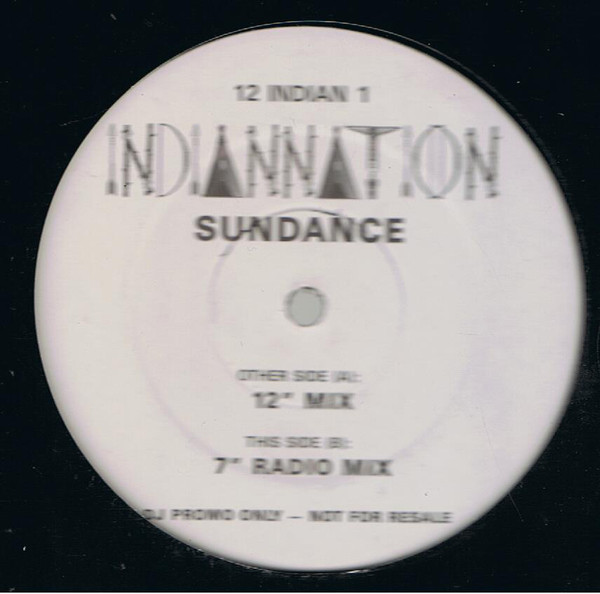 12 INDIAN 1
INDIANNATION
SUNDANCE
OTHER SIDE (A):
12" MIX
THIS SIDE (B):
7" RADIO MIX
DJ PROMO ONLY — NOT FOR RESALE